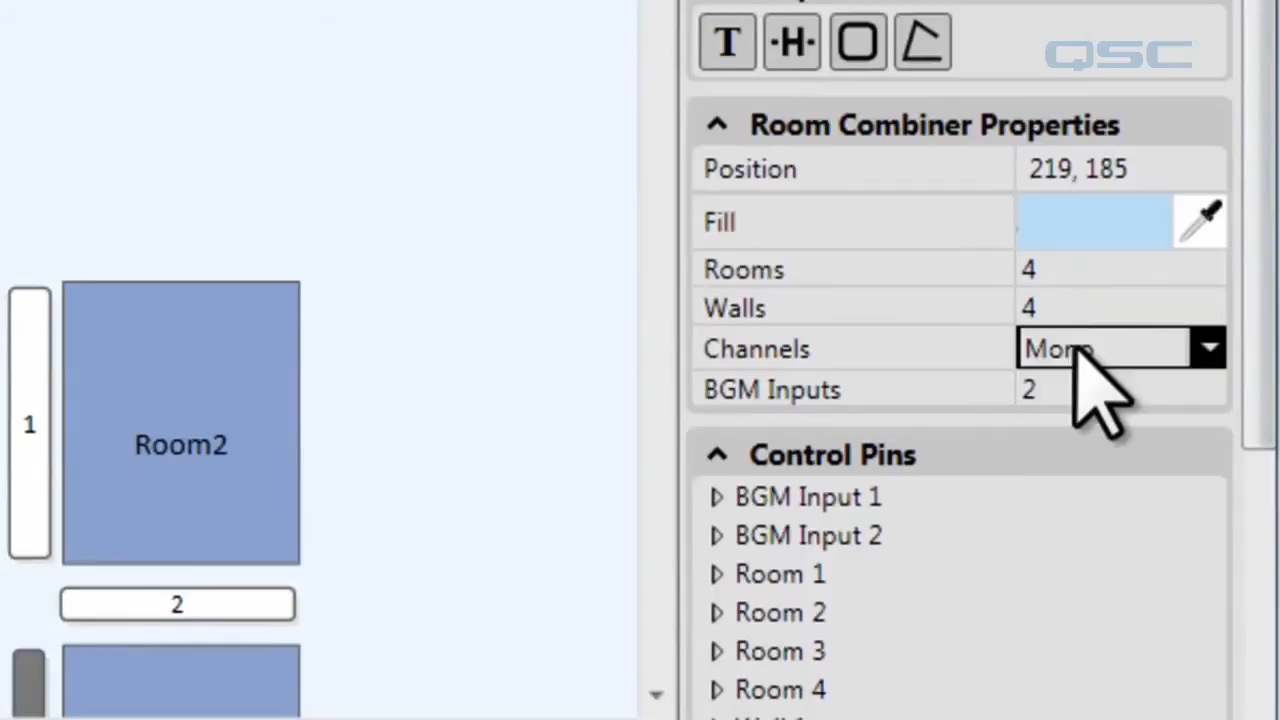 T ·H·
QSC
Room Combiner Properties
Position 219, 185
Fill
Rooms 4
Walls 4
Channels Mono
BGM Inputs 2
Control Pins
BGM Input 1
BGM Input 2
Room 1
Room 2
Room 3
Room 4
1
Room2
2